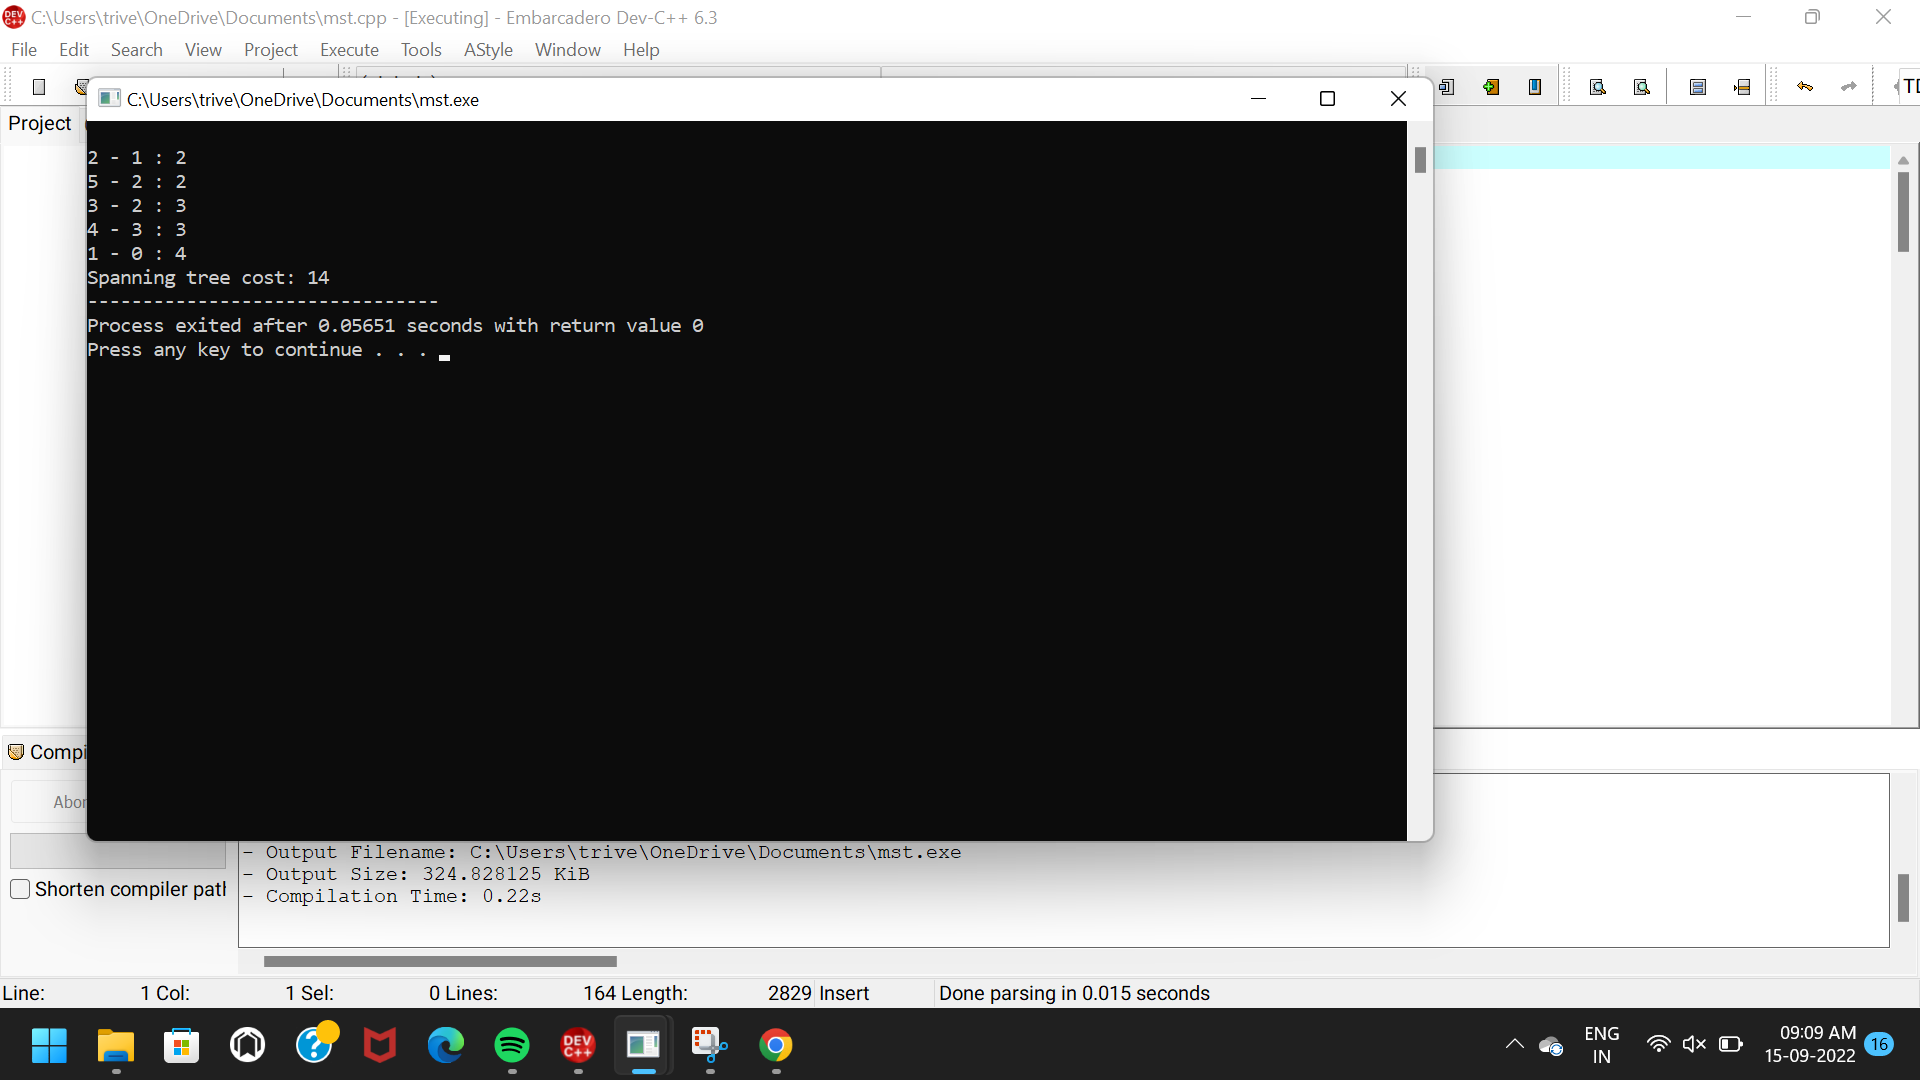 C:\Users\trive\OneDrive\Documents\mst.cpp - [Executing] - Embarcadero Dev-C++ 6.3
File Edit Search View Project Execute Tools AStyle Window Help
C:\Users\trive\OneDrive\Documents\mst.exe
Project
2 - 1 : 2
5 - 2 : 2
3 - 2 : 3
4 - 3 : 3
1 - 0 : 4
Spanning tree cost: 14
--------------------------------
Process exited after 0.05651 seconds with return value 0
Press any key to continue . . .
Compi
Abor
- Output Filename: C:\Users\trive\OneDrive\Documents\mst.exe
- Output Size: 324.828125 KiB
- Compilation Time: 0.22s
Shorten compiler path
Line: 1 Col: 1 Sel: 0 Lines: 164 Length: 2829 Insert Done parsing in 0.015 seconds
DEV C++
ENG
IN
09:09 AM
15-09-2022
16